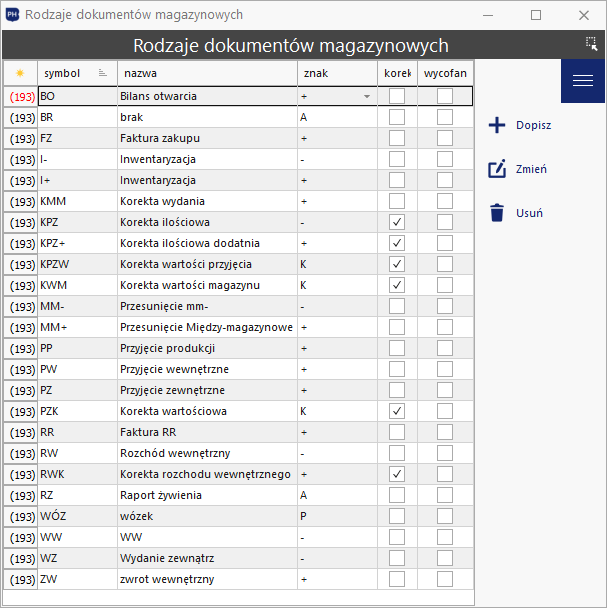 PH Rodzaje dokumentów magazynowych
Rodzaje dokumentów magazynowych
symbol nazwa znak korek wycofan
(193) BO Bilans otwarcia +
(193) BR brak A
(193) FZ Faktura zakupu +
(193) I- Inwentaryzacja -
(193) I+ Inwentaryzacja +
(193) KMM Korekta wydania +
(193) KPZ Korekta ilościowa -
(193) KPZ+ Korekta ilościowa dodatnia +
(193) KPZW Korekta wartości przyjęcia K
(193) KWM Korekta wartości magazynu K
(193) MM- Przesunięcie mm- -
(193) MM+ Przesunięcie Między-magazynowe +
(193) PP Przyjęcie produkcji +
(193) PW Przyjęcie wewnętrzne +
(193) PZ Przyjęcie zewnętrzne +
(193) PZK Korekta wartościowa K
(193) RR Faktura RR +
(193) RW Rozchód wewnętrzny -
(193) RWK Korekta rozchodu wewnętrznego +
(193) RZ Raport żywienia A
(193) WÓZ wózek P
(193) WW WW -
(193) WZ Wydanie zewnątrz -
(193) ZW zwrot wewnętrzny +
Dopisz
Zmień
Usuń